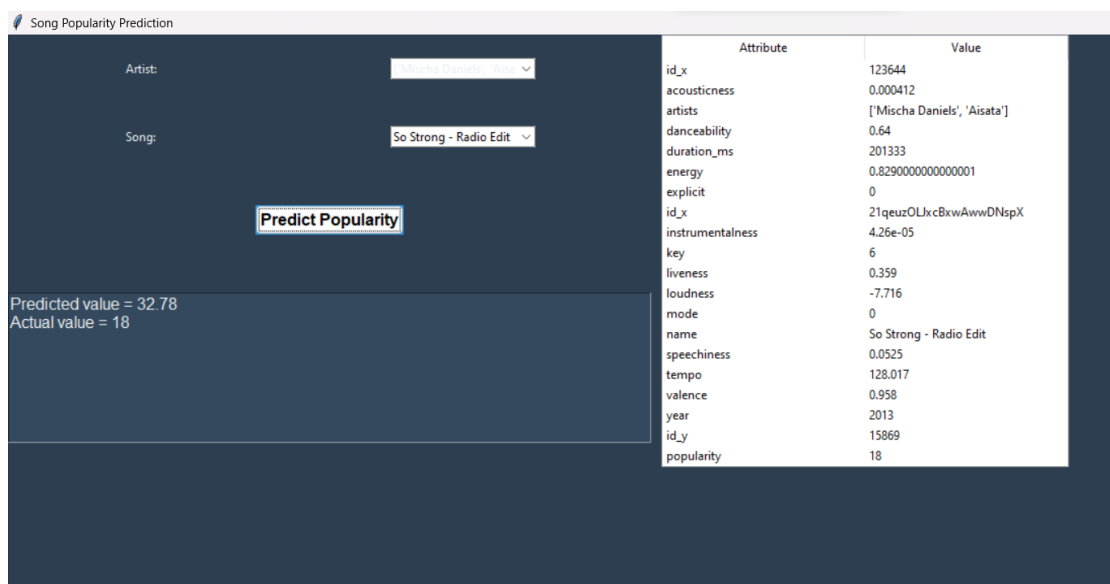 Song Popularity Prediction
Artist: ['Mischa Daniels', 'Aisa
Song: So Strong - Radio Edit
Predict Popularity
Predicted value = 32.78
Actual value = 18
Attribute Value
id_x 123644
acousticness 0.000412
artists ['Mischa Daniels', 'Aisata']
danceability 0.64
duration_ms 201333
energy 0.8290000000000001
explicit 0
id_x 21qeuzOLJxcBxwAwwDNspX
instrumentalness 4.26e-05
key 6
liveness 0.359
loudness -7.716
mode 0
name So Strong - Radio Edit
speechiness 0.0525
tempo 128.017
valence 0.958
year 2013
id_y 15869
popularity 18